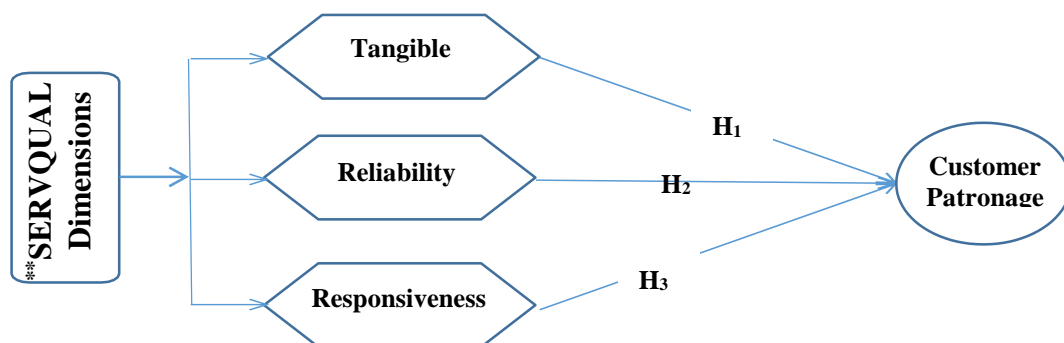 **SERVQUAL
Dimensions
Tangible
H₁
Reliability
H₂
Customer
Patronage
Responsiveness
H₃